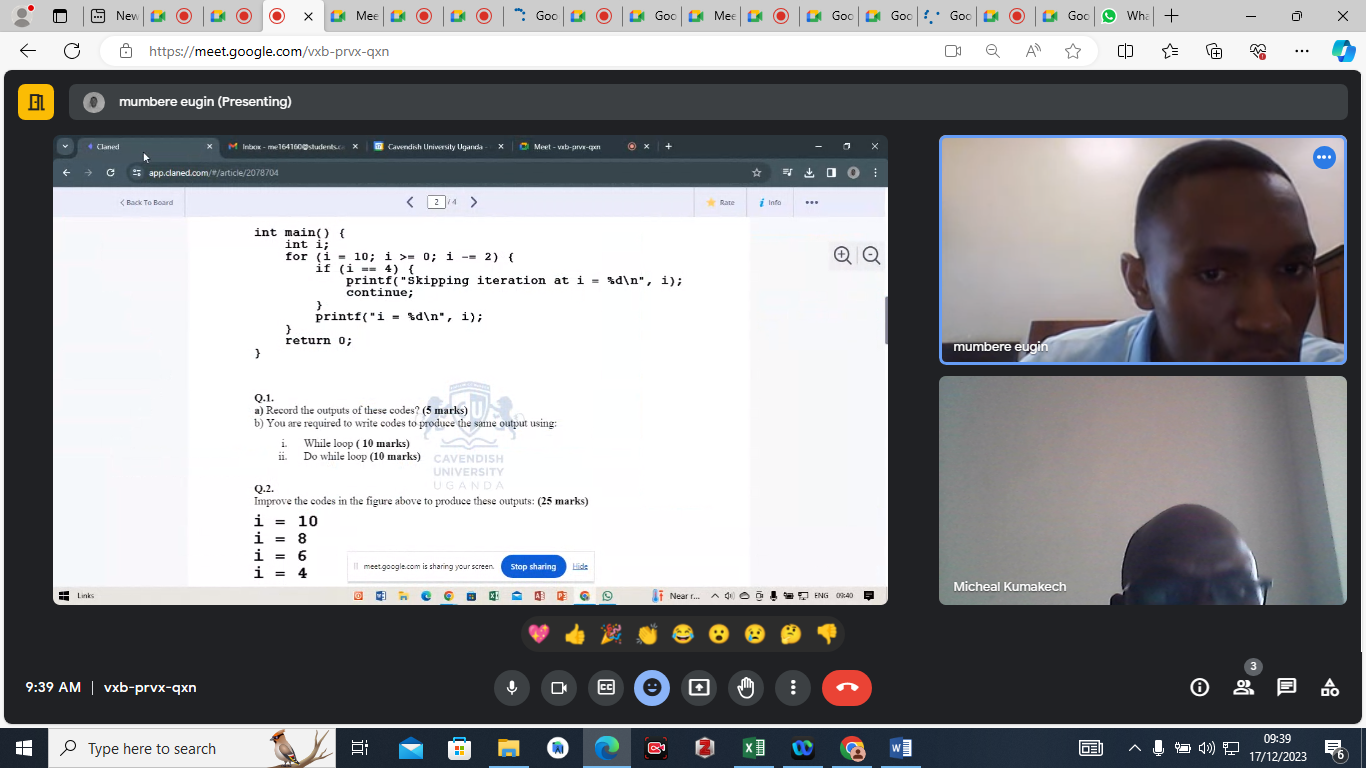 New
Mee
Goo
Goo
Mee
Goo
Goo
Goo
Goo
Wha
https://meet.google.com/vxb-prvx-qxn
mumbere eugin (Presenting)
Claned
Inbox - me164160@students.ca
Cavendish University Uganda -
Meet - vxb-prvx-qxn
app.claned.com/#/article/2078704
Back To Board
2 / 4
Rate
Info
int main() {
int i;
for (i = 10; i >= 0; i -= 2) {
if (i == 4) {
printf("Skipping iteration at i = %d\n", i);
continue;
}
printf("i = %d\n", i);
}
return 0;
}
Q.1.
a) Record the outputs of these codes? (5 marks)
b) You are required to write codes to produce the same output using:
i. While loop ( 10 marks)
ii. Do while loop (10 marks)
CAVENDISH
UNIVERSITY
UGANDA
Q.2.
Improve the codes in the figure above to produce these outputs: (25 marks)
i = 10
i = 8
i = 6
i = 4
meet.google.com is sharing your screen.
Stop sharing
Hide
Links
Near r...
ENG
09:40
mumbere eugin
Micheal Kumakech
9:39 AM | vxb-prvx-qxn
3
Type here to search
09:39
17/12/2023
6